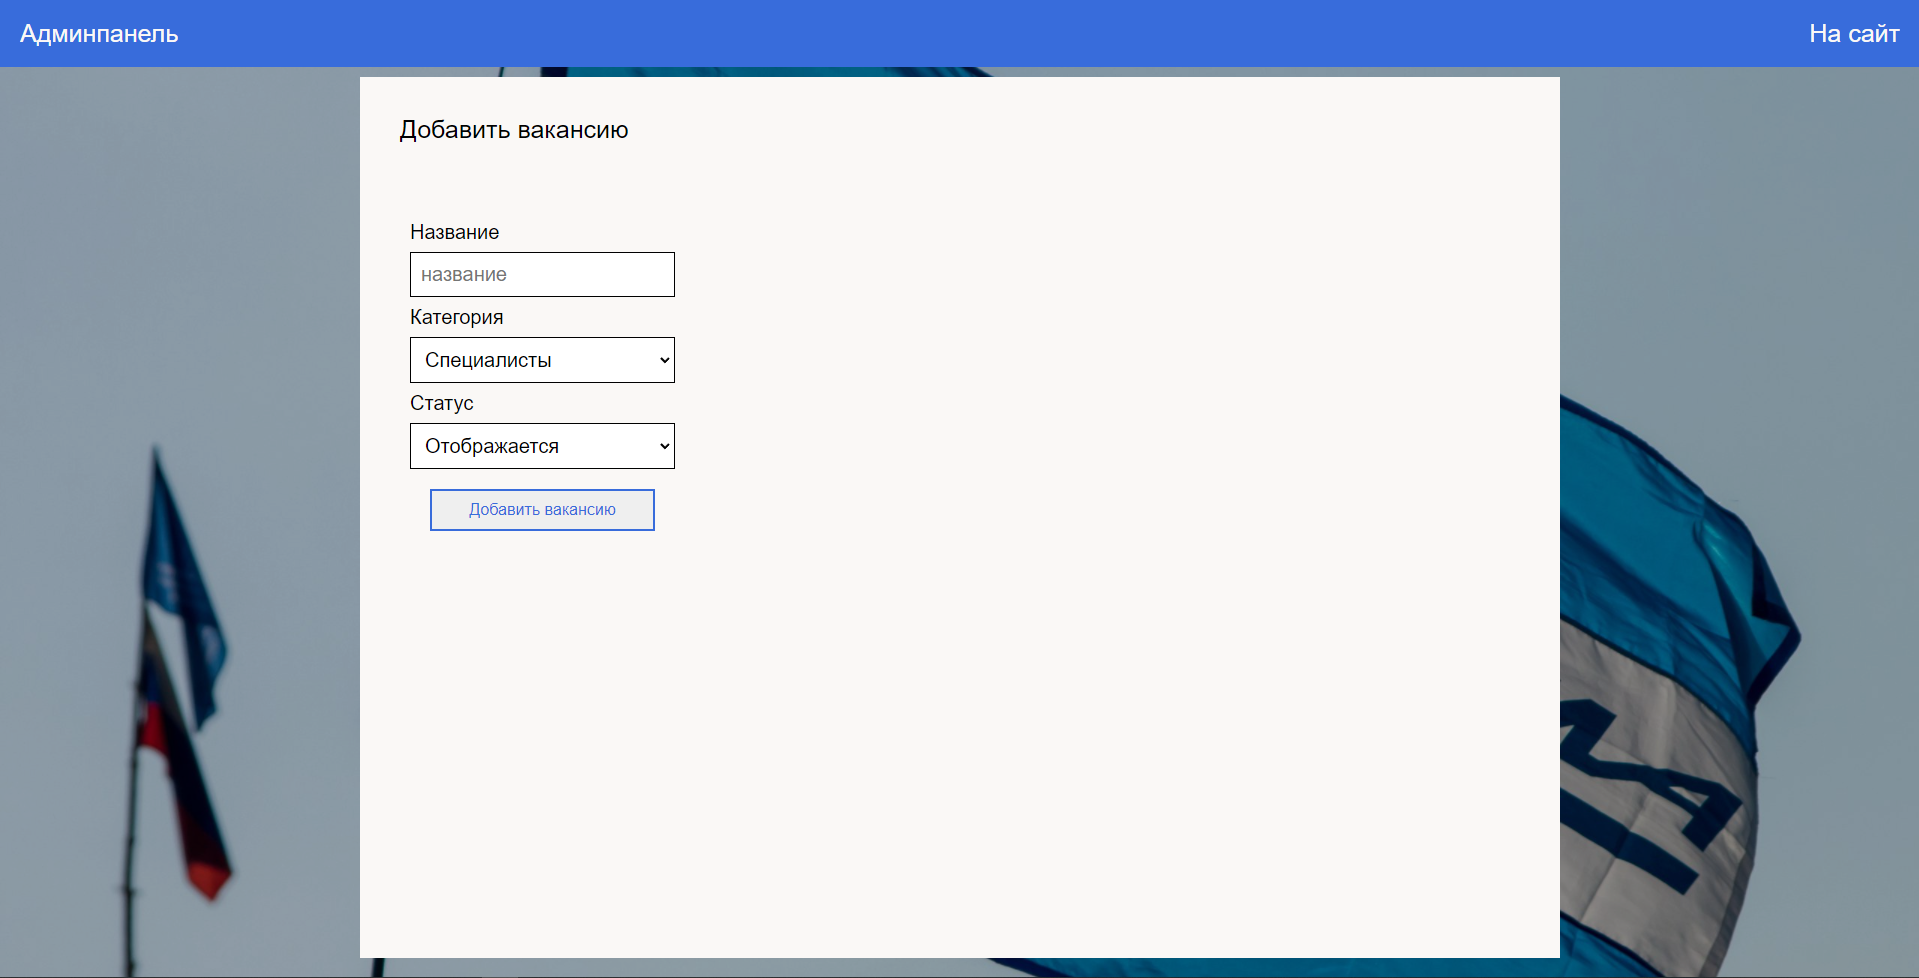 Админпанель
На сайт
Добавить вакансию
Название
название
Категория
Специалисты
Статус
Отображается
Добавить вакансию